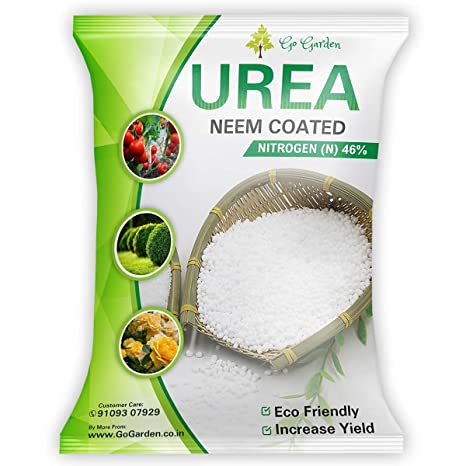 Go Garden
UREA
NEEM COATED
NITROGEN (N) 46%
Customer Care:
91093 07929
By More From:
www.GoGarden.co.in
Eco Friendly
Increase Yield